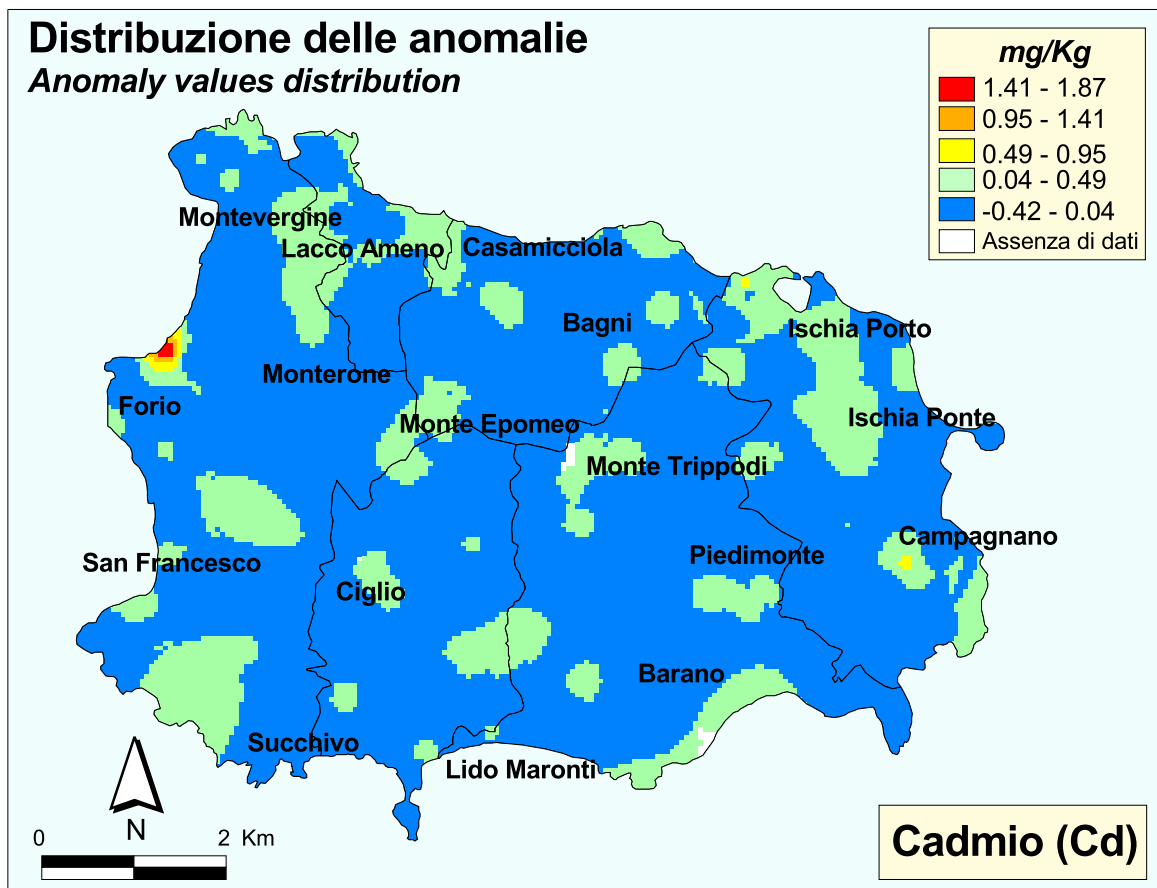 Distribuzione delle anomalie
Anomaly values distribution
mg/Kg
1.41 - 1.87
0.95 - 1.41
0.49 - 0.95
0.04 - 0.49
-0.42 - 0.04
Assenza di dati
Montevergine
Lacco Ameno
Casamicciola
Bagni
Ischia Porto
Monterone
Forio
Monte Epomeo
Ischia Ponte
Monte Trippodi
Campagnano
San Francesco
Piedimonte
Ciglio
Barano
Succhivo
Lido Maronti
N
0 2 Km
Cadmio (Cd)